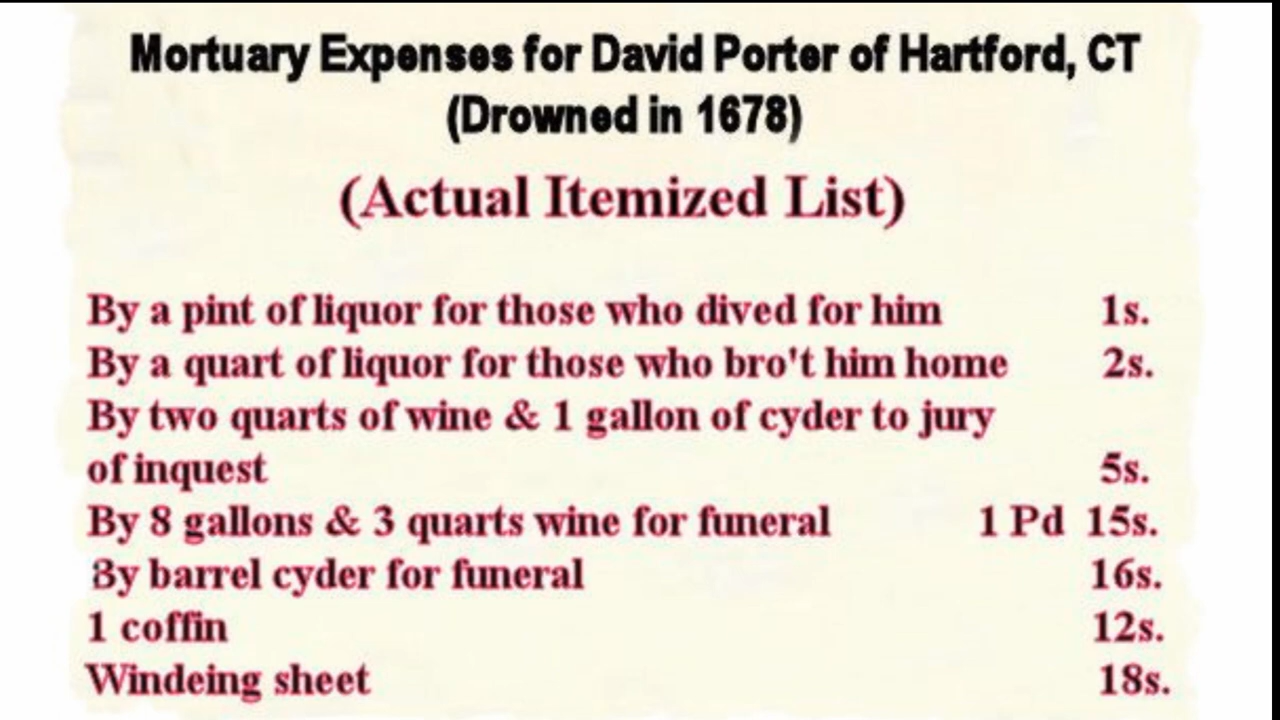 Mortuary Expenses for David Porter of Hartford, CT
(Drowned in 1678)
(Actual Itemized List)
By a pint of liquor for those who dived for him 1s.
By a quart of liquor for those who bro't him home 2s.
By two quarts of wine & 1 gallon of cyder to jury
of inquest 5s.
By 8 gallons & 3 quarts wine for funeral 1 Pd 15s.
By barrel cyder for funeral 16s.
1 coffin 12s.
Windeing sheet 18s.